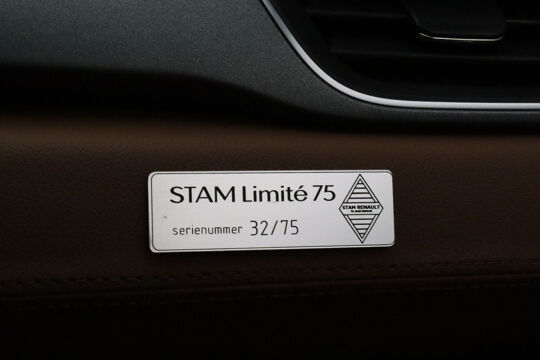 STAM Limité 75
serienummer 32/75
STAM RENAULT